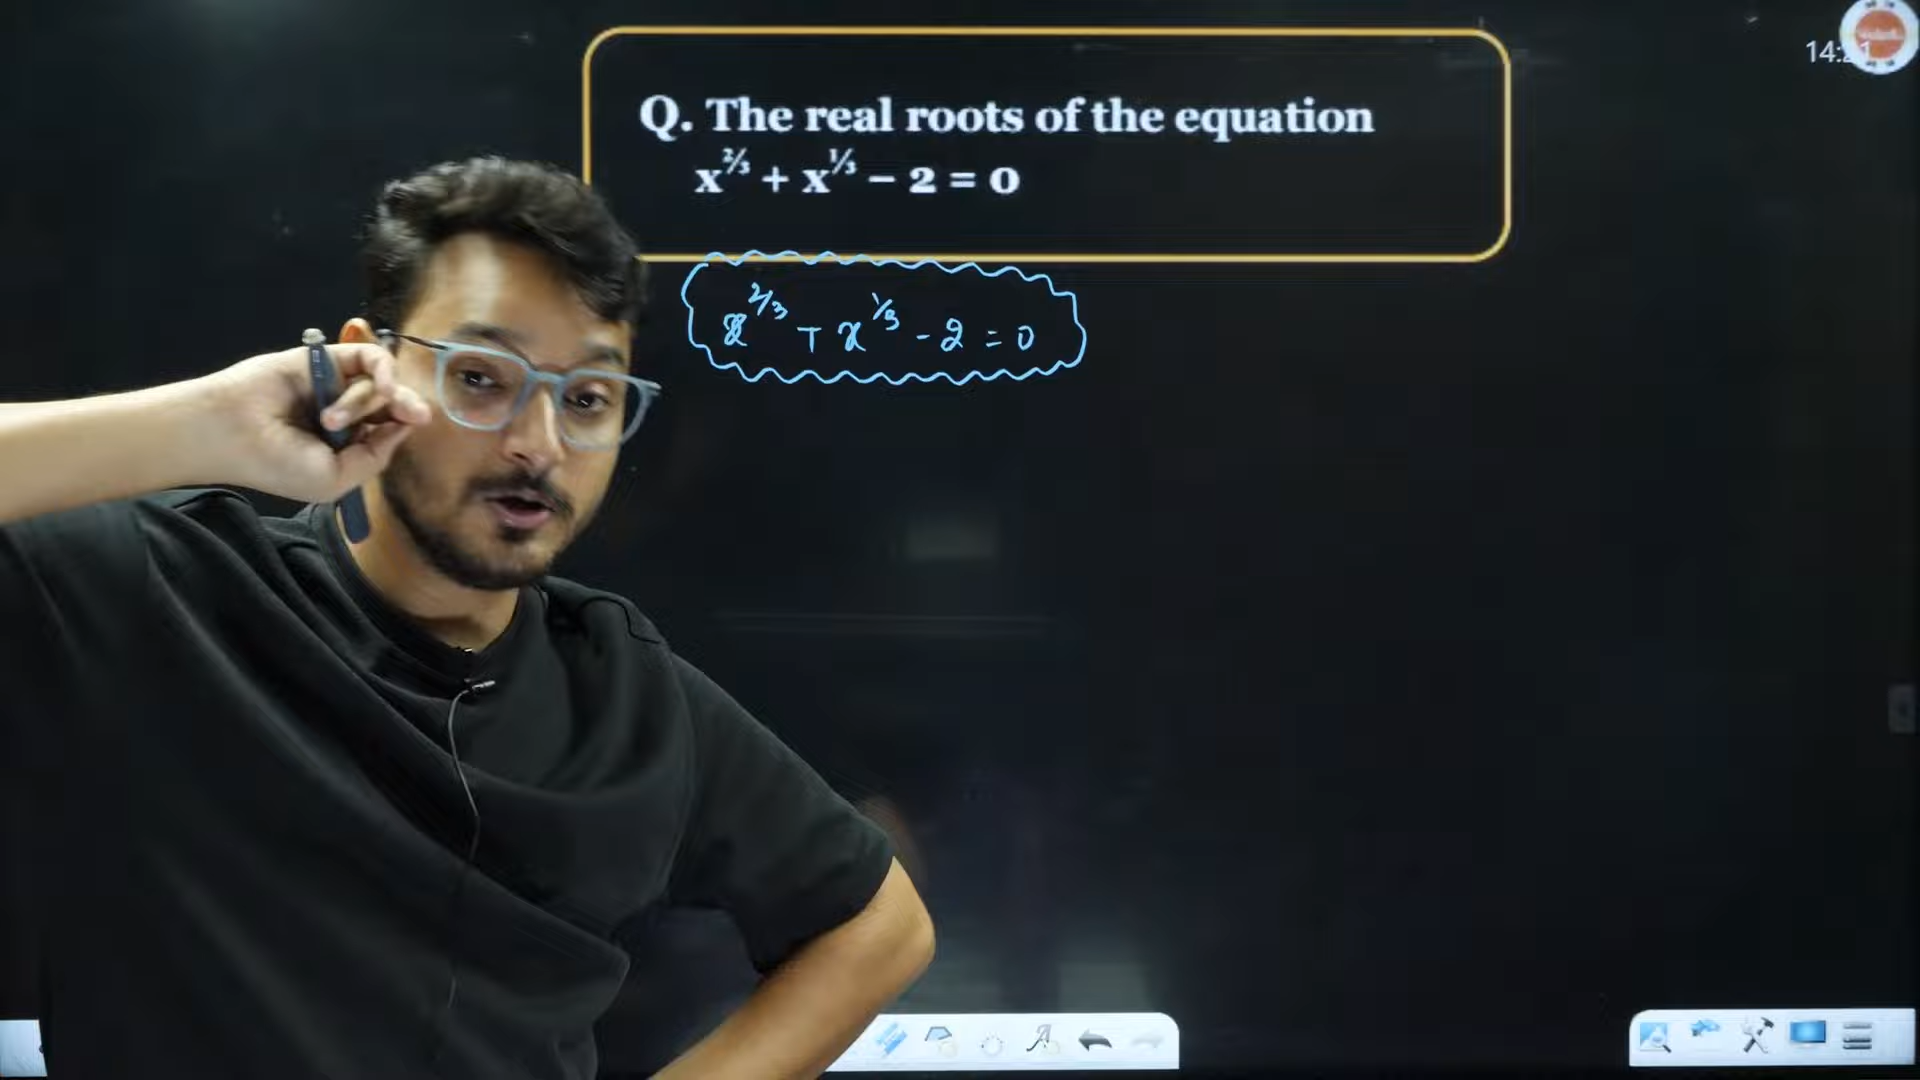 Q. The real roots of the equation
x^⅔ + x^⅓ − 2 = 0
x^2/3 + x^1/3 - 2 = 0